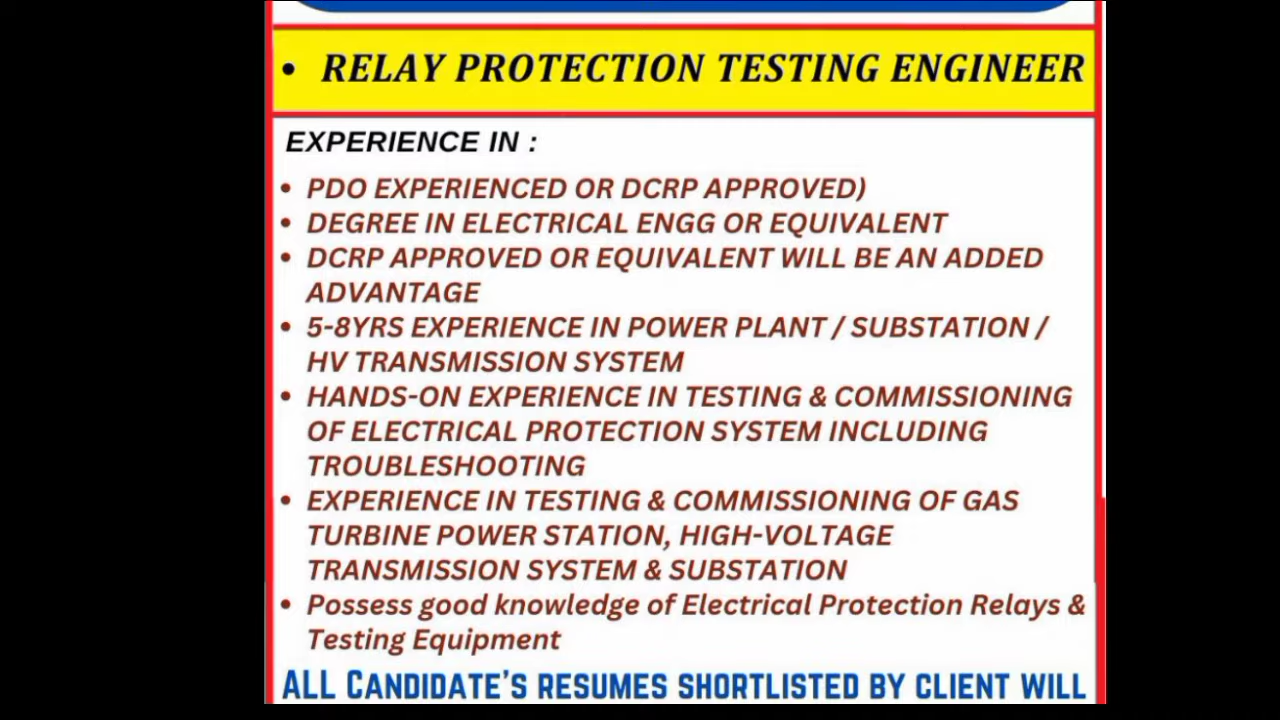 • RELAY PROTECTION TESTING ENGINEER
EXPERIENCE IN :
• PDO EXPERIENCED OR DCRP APPROVED)
• DEGREE IN ELECTRICAL ENGG OR EQUIVALENT
• DCRP APPROVED OR EQUIVALENT WILL BE AN ADDED
ADVANTAGE
• 5-8YRS EXPERIENCE IN POWER PLANT / SUBSTATION /
HV TRANSMISSION SYSTEM
• HANDS-ON EXPERIENCE IN TESTING & COMMISSIONING
OF ELECTRICAL PROTECTION SYSTEM INCLUDING
TROUBLESHOOTING
• EXPERIENCE IN TESTING & COMMISSIONING OF GAS
TURBINE POWER STATION, HIGH-VOLTAGE
TRANSMISSION SYSTEM & SUBSTATION
• Possess good knowledge of Electrical Protection Relays &
Testing Equipment
ALL CANDIDATE'S RESUMES SHORTLISTED BY CLIENT WILL